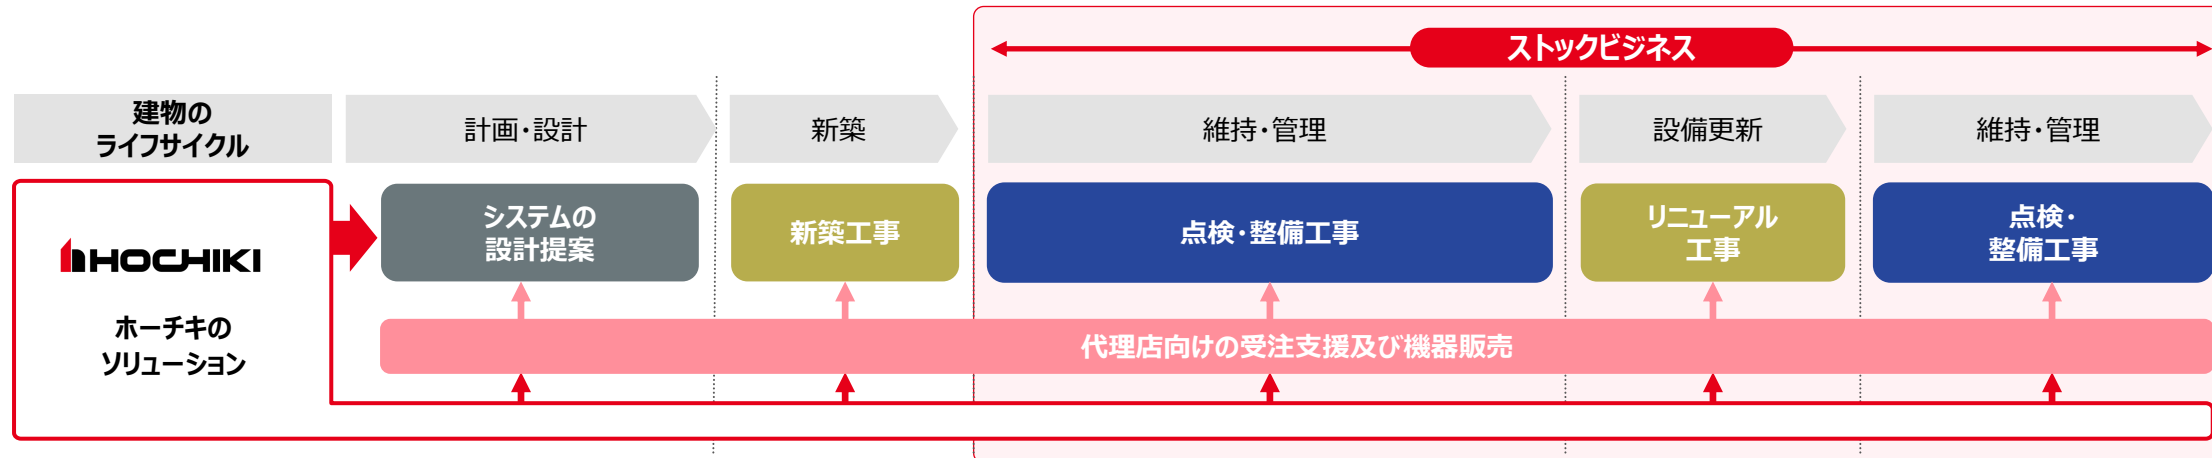 ストックビジネス
建物の
ライフサイクル
計画・設計
新築
維持・管理
設備更新
維持・管理
HOCHIKI
ホーチキの
ソリューション
システムの
設計提案
新築工事
点検・整備工事
リニューアル
工事
点検・
整備工事
代理店向けの受注支援及び機器販売